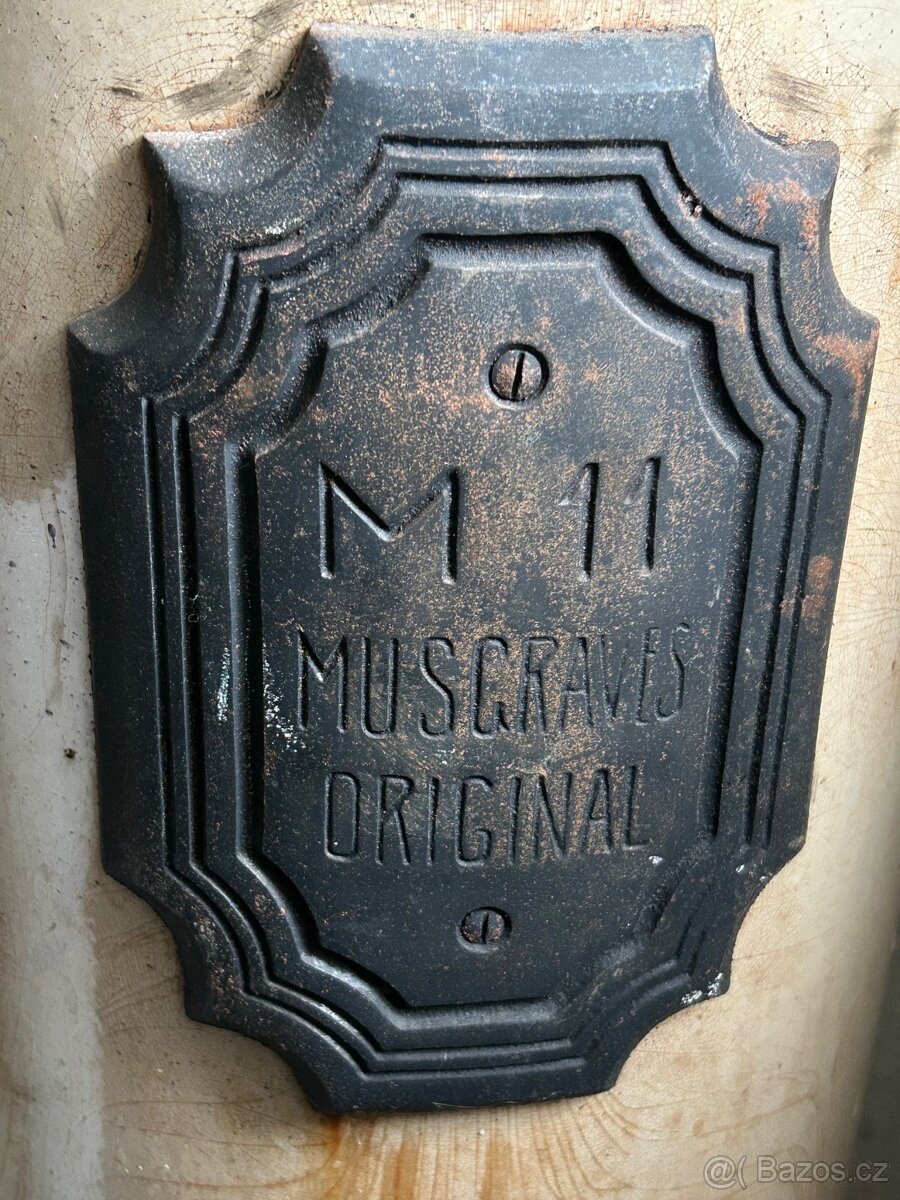 M 11
MUSGRAVES
ORIGINAL
@( Bazos.cz